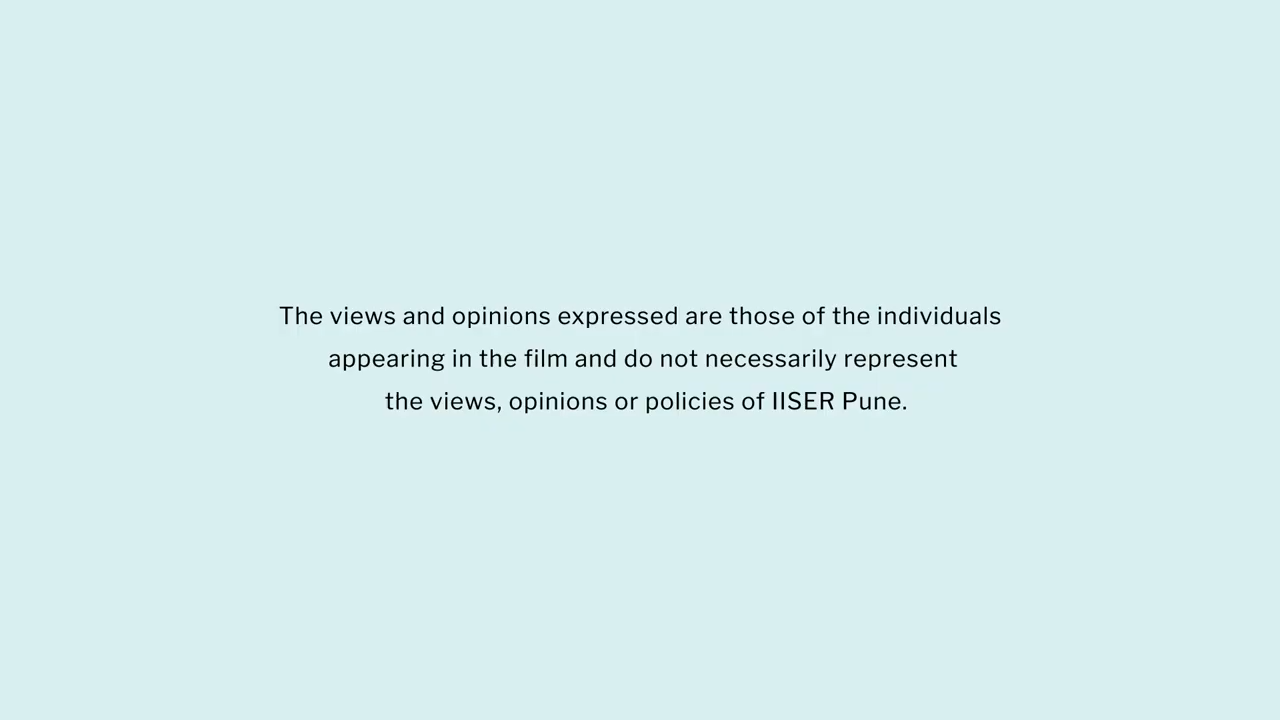 The views and opinions expressed are those of the individuals
appearing in the film and do not necessarily represent
the views, opinions or policies of IISER Pune.